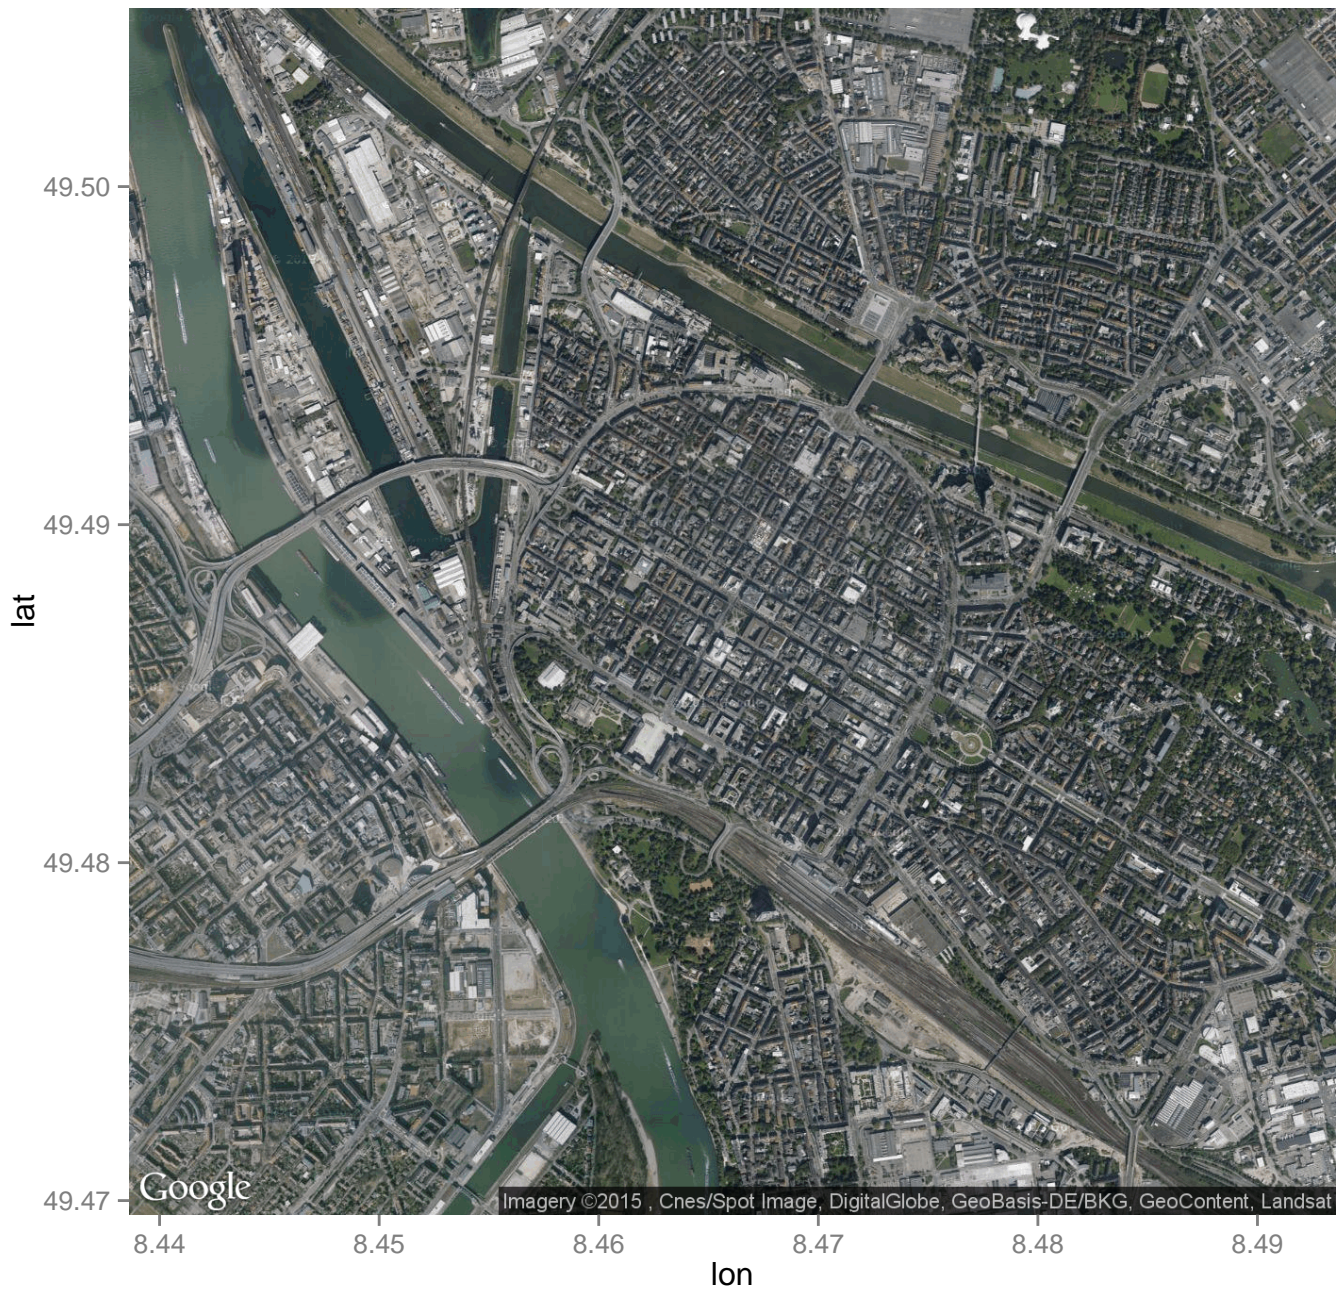 49.50
49.49
lat
49.48
49.47
Google
Imagery ©2015 , Cnes/Spot Image, DigitalGlobe, GeoBasis-DE/BKG, GeoContent, Landsat
8.44 8.45 8.46 8.47 8.48 8.49
lon